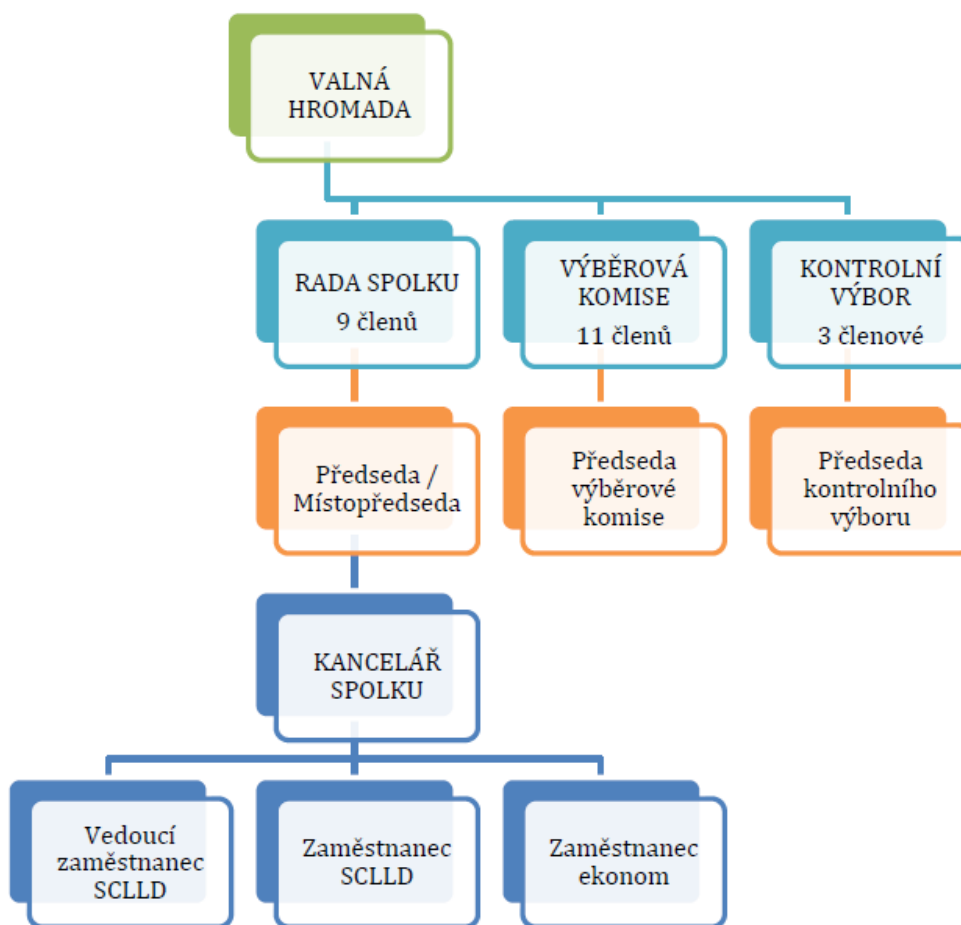 VALNÁ
HROMADA
RADA SPOLKU
9 členů
VÝBĚROVÁ
KOMISE
11 členů
KONTROLNÍ
VÝBOR
3 členové
Předseda /
Místopředseda
Předseda
výběrové
komise
Předseda
kontrolního
výboru
KANCELÁŘ
SPOLKU
Vedoucí
zaměstnanec
SCLLD
Zaměstnanec
SCLLD
Zaměstnanec
ekonom